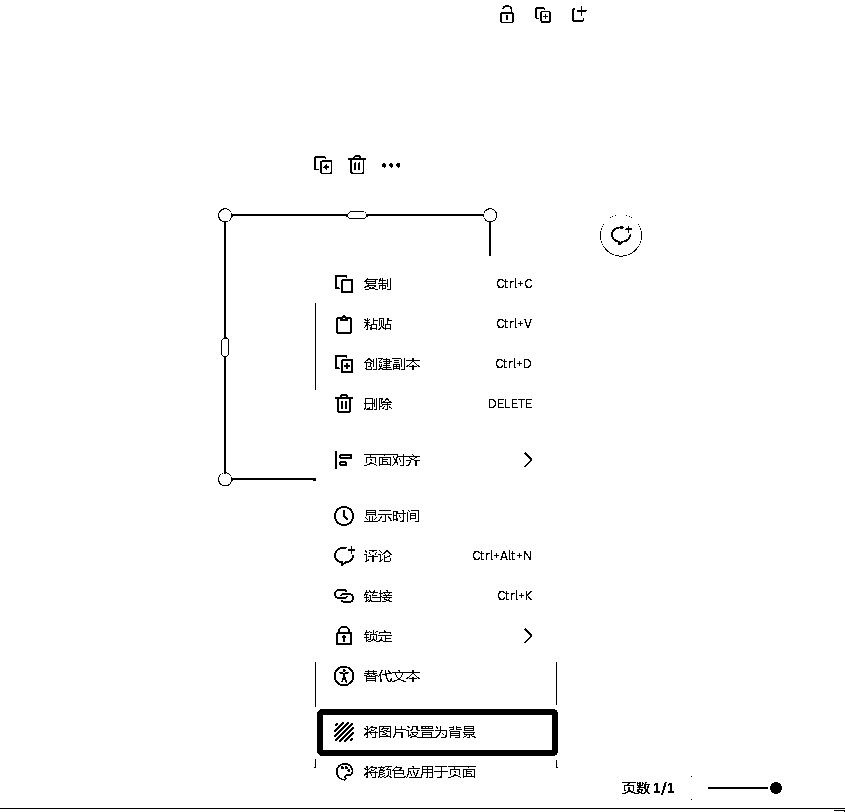 复制 Ctrl+C
粘贴 Ctrl+V
创建副本 Ctrl+D
删除 DELETE
页面对齐
显示时间
评论 Ctrl+Alt+N
链接 Ctrl+K
锁定
替代文本
将图片设置为背景
将颜色应用于页面
页数 1/1